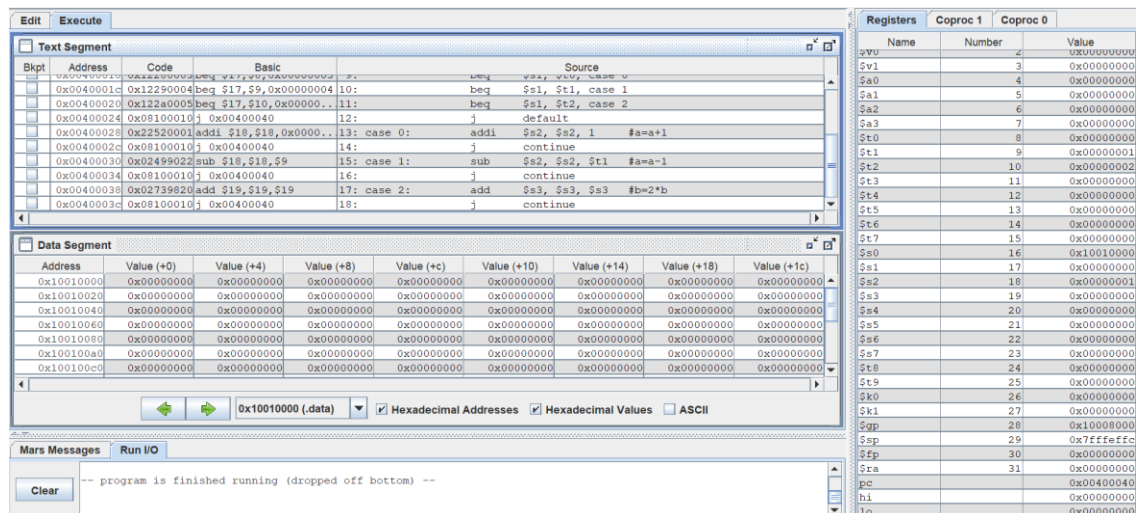 Edit Execute
Text Segment
Bkpt Address Code Basic Source
0x0040001c 0x12290004 beq $17,$9,0x00000004 10: beq $s1, $t1, case 1
0x00400020 0x122a0005 beq $17,$10,0x00000... 11: beq $s1, $t2, case 2
0x00400024 0x08100010 j 0x00400040 12: j default
0x00400028 0x22520001 addi $18,$18,0x0000... 13: case 0: addi $s2, $s2, 1 #a=a+1
0x0040002c 0x08100010 j 0x00400040 14: j continue
0x00400030 0x02499022 sub $18,$18,$9 15: case 1: sub $s2, $s2, $t1 #a=a-1
0x00400034 0x08100010 j 0x00400040 16: j continue
0x00400038 0x02739820 add $19,$19,$19 17: case 2: add $s3, $s3, $s3 #b=2*b
0x0040003c 0x08100010 j 0x00400040 18: j continue
Data Segment
Address Value (+0) Value (+4) Value (+8) Value (+c) Value (+10) Value (+14) Value (+18) Value (+1c)
0x10010000 0x00000000 0x00000000 0x00000000 0x00000000 0x00000000 0x00000000 0x00000000 0x00000000
0x10010020 0x00000000 0x00000000 0x00000000 0x00000000 0x00000000 0x00000000 0x00000000 0x00000000
0x10010040 0x00000000 0x00000000 0x00000000 0x00000000 0x00000000 0x00000000 0x00000000 0x00000000
0x10010060 0x00000000 0x00000000 0x00000000 0x00000000 0x00000000 0x00000000 0x00000000 0x00000000
0x10010080 0x00000000 0x00000000 0x00000000 0x00000000 0x00000000 0x00000000 0x00000000 0x00000000
0x100100a0 0x00000000 0x00000000 0x00000000 0x00000000 0x00000000 0x00000000 0x00000000 0x00000000
0x100100c0 0x00000000 0x00000000 0x00000000 0x00000000 0x00000000 0x00000000 0x00000000 0x00000000
0x10010000 (.data) Hexadecimal Addresses Hexadecimal Values ASCII
Mars Messages Run I/O
-- program is finished running (dropped off bottom) --
Clear
Registers Coproc 1 Coproc 0
Name Number Value
$v0 2 0x00000000
$v1 3 0x00000000
$a0 4 0x00000000
$a1 5 0x00000000
$a2 6 0x00000000
$a3 7 0x00000000
$t0 8 0x00000000
$t1 9 0x00000001
$t2 10 0x00000002
$t3 11 0x00000000
$t4 12 0x00000000
$t5 13 0x00000000
$t6 14 0x00000000
$t7 15 0x00000000
$s0 16 0x10010000
$s1 17 0x00000000
$s2 18 0x00000001
$s3 19 0x00000000
$s4 20 0x00000000
$s5 21 0x00000000
$s6 22 0x00000000
$s7 23 0x00000000
$t8 24 0x00000000
$t9 25 0x00000000
$k0 26 0x00000000
$k1 27 0x00000000
$gp 28 0x10008000
$sp 29 0x7fffeffc
$fp 30 0x00000000
$ra 31 0x00000000
pc 0x00400040
hi 0x00000000
lo 0x00000000